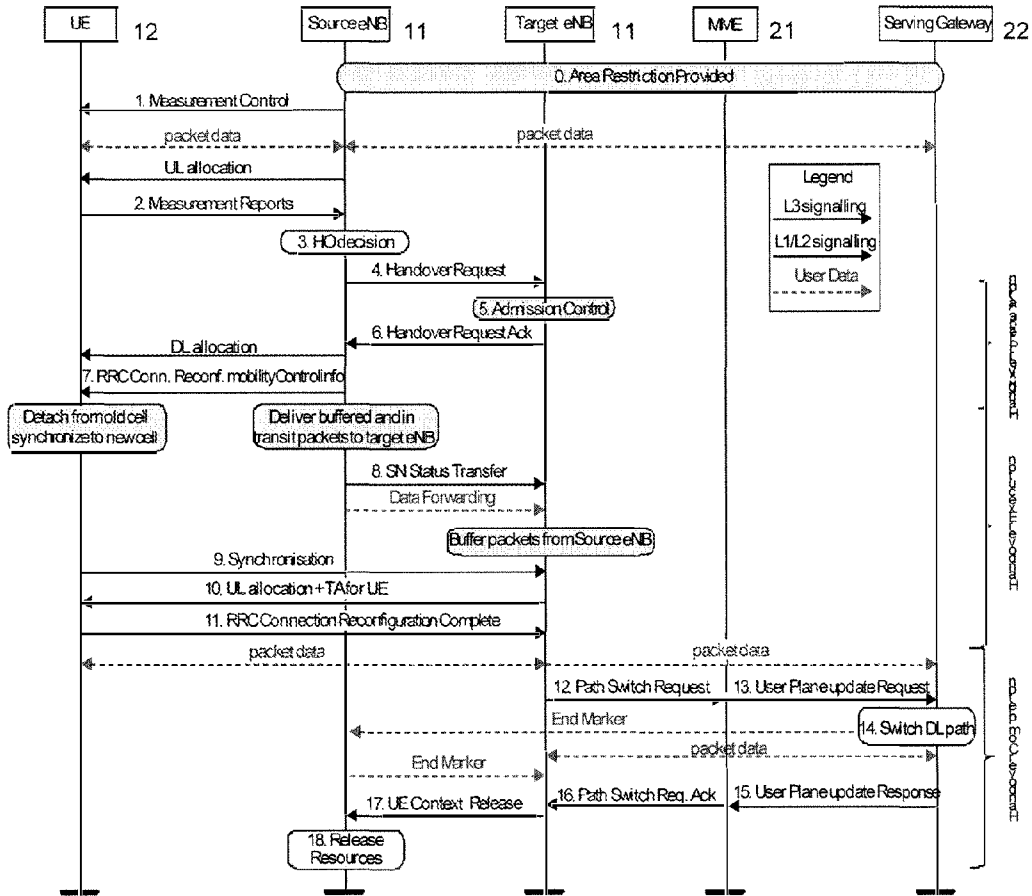 UE 12 Source eNB 11 Target eNB 11 MME 21 Serving Gateway 22
0. Area Restriction Provided
1. Measurement Control
packet data packet data
UL allocation
Legend
2. Measurement Reports
L3 signalling
3. HO decision
L1/L2 signalling
4. Handover Request
User Data
5. Admission Control
6. Handover Request Ack
DL allocation
7. RRC Conn. Reconf. mobilityControlinfo
Detach from old cell
synchronize to new cell
Deliver buffered and in
transit packets to target eNB
8. SN Status Transfer
Data Forwarding
Buffer packets from Source eNB
9. Synchronisation
10. UL allocation + TA for UE
11. RRC Connection Reconfiguration Complete
packet data packet data
12. Path Switch Request 13. User Plane update Request
End Marker
14. Switch DL path
packet data
End Marker
17. UE Context Release 16. Path Switch Req. Ack 15. User Plane update Response
18. Release
Resources